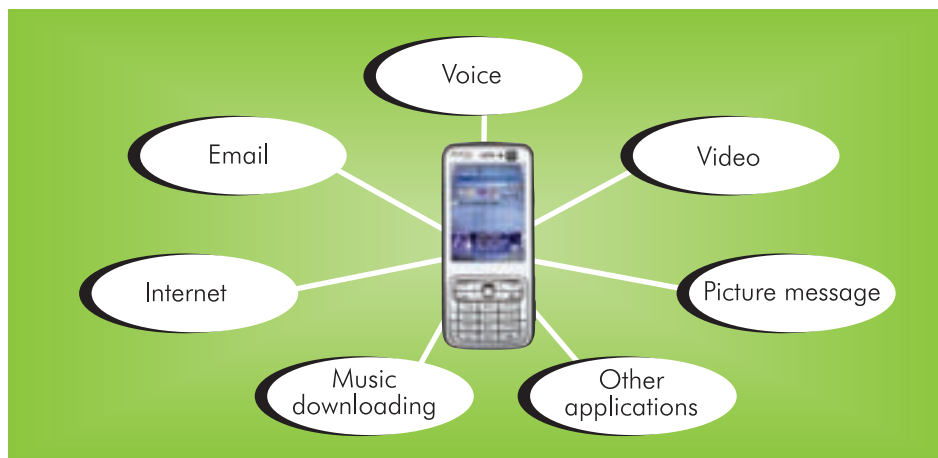 Voice
Email
Video
Internet
Picture message
Music
downloading
Other
applications